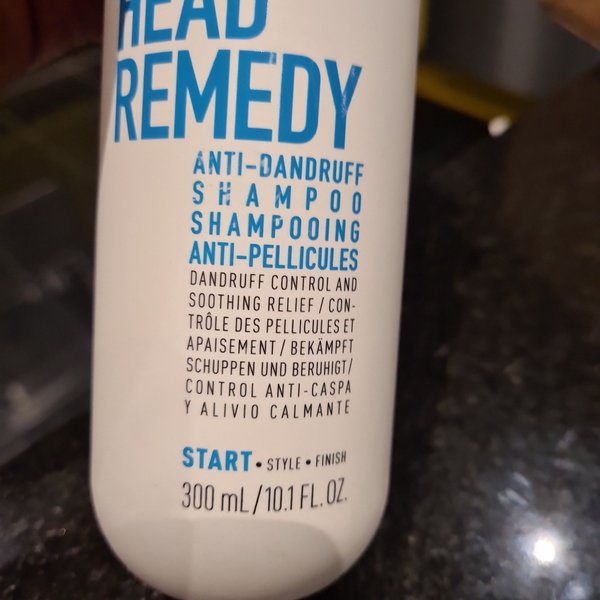 HEAD
REMEDY
ANTI-DANDRUFF
SHAMPOO
SHAMPOOING
ANTI-PELLICULES
DANDRUFF CONTROL AND
SOOTHING RELIEF / CON-
TRÔLE DES PELLICULES ET
APAISEMENT / BEKÄMPFT
SCHUPPEN UND BERUHIGT/
CONTROL ANTI-CASPA
Y ALIVIO CALMANTE
START • STYLE • FINISH
300 mL/10.1 FL. OZ.